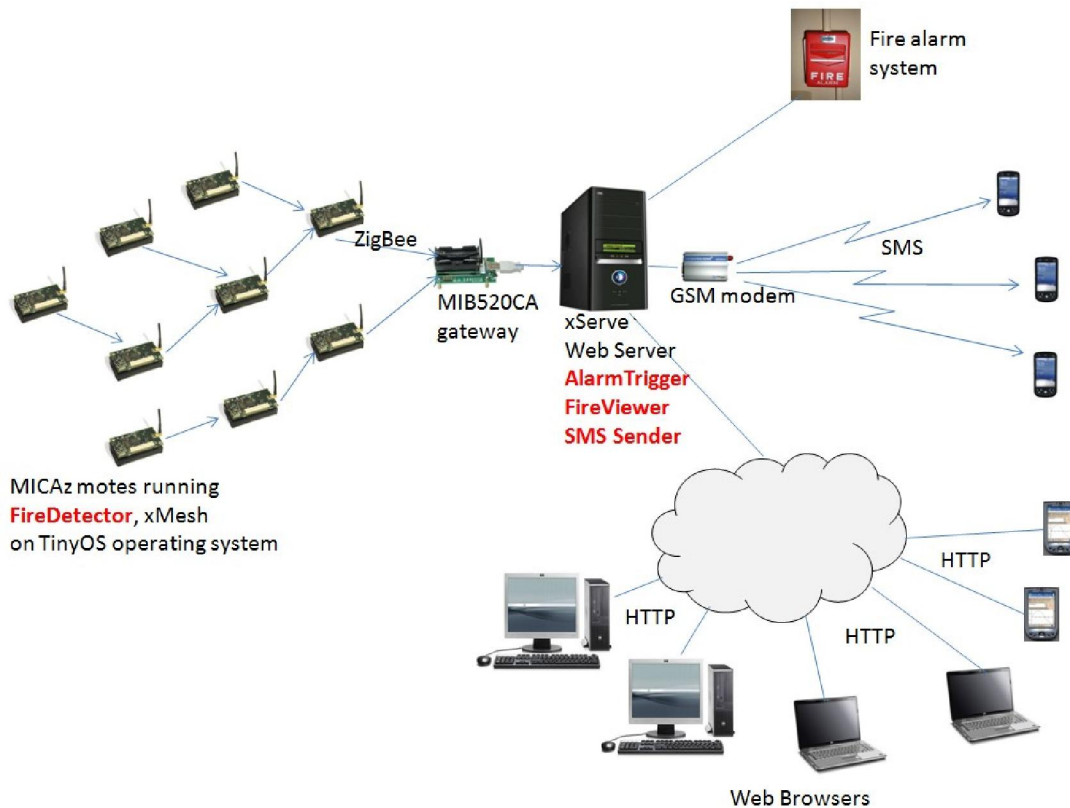 Fire alarm
system
FIRE
ALARM
ZigBee
MIB520CA
gateway
GSM modem
SMS
xServe
Web Server
AlarmTrigger
FireViewer
SMS Sender
MICAz motes running
FireDetector, xMesh
on TinyOS operating system
HTTP
HTTP
HTTP
Web Browsers